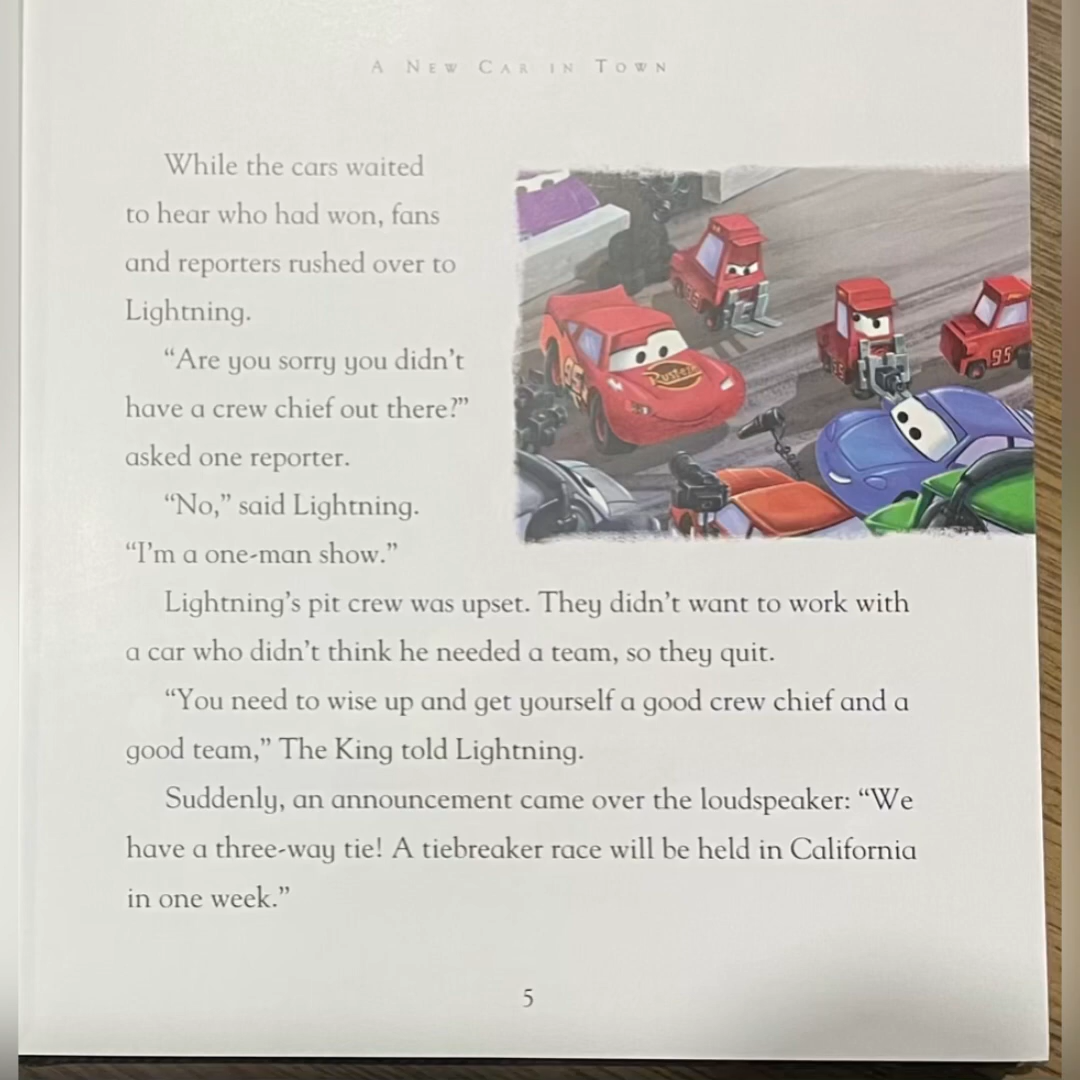 A New Car in Town
While the cars waited
to hear who had won, fans
and reporters rushed over to
Lightning.
“Are you sorry you didn’t
have a crew chief out there?”
asked one reporter.
“No,” said Lightning.
“I’m a one-man show.”
Lightning’s pit crew was upset. They didn’t want to work with
a car who didn’t think he needed a team, so they quit.
“You need to wise up and get yourself a good crew chief and a
good team,” The King told Lightning.
Suddenly, an announcement came over the loudspeaker: “We
have a three-way tie! A tiebreaker race will be held in California
in one week.”
5
95
Rust-eze
95